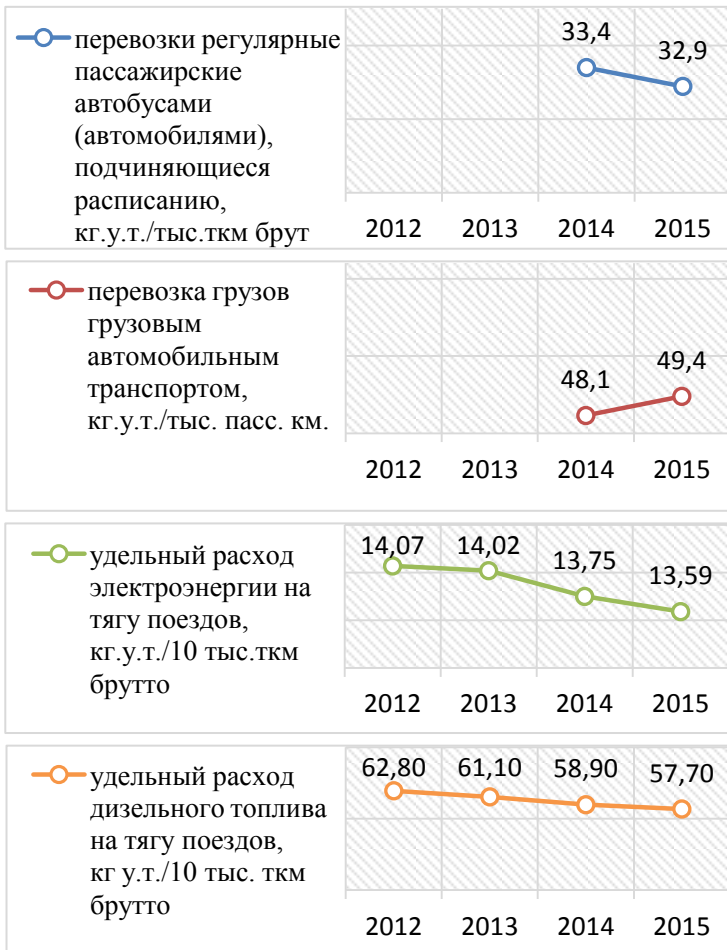 перевозки регулярные
пассажирские
автобусами
(автомобилями),
подчиняющиеся
расписанию,
кг.у.т./тыс.ткм брут
33,4
32,9
2012 2013 2014 2015
перевозка грузов
грузовым
автомобильным
транспортом,
кг.у.т./тыс. пасс. км.
48,1
49,4
2012 2013 2014 2015
удельный расход
электроэнергии на
тягу поездов,
кг.у.т./10 тыс.ткм
брутто
14,07 14,02 13,75 13,59
2012 2013 2014 2015
удельный расход
дизельного топлива
на тягу поездов,
кг у.т./10 тыс. ткм
брутто
62,80 61,10 58,90 57,70
2012 2013 2014 2015